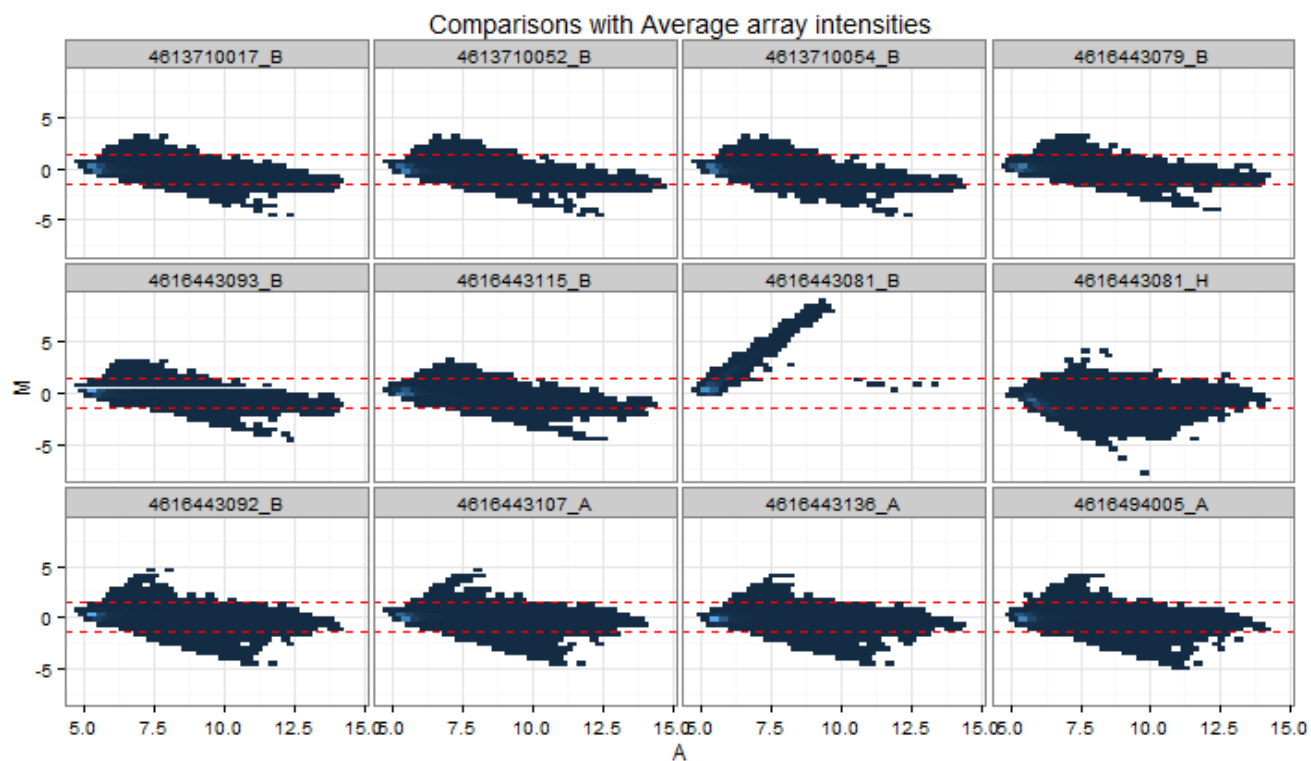 Comparisons with Average array intensities
4613710017_B 4613710052_B 4613710054_B 4616443079_B
5
0
-5
4616443093_B 4616443115_B 4616443081_B 4616443081_H
5
0
-5
M
4616443092_B 4616443107_A 4616443136_A 4616494005_A
5
0
-5
5.0 7.5 10.0 12.5 15.0 5.0 7.5 10.0 12.5 15.0 5.0 7.5 10.0 12.5 15.0 5.0 7.5 10.0 12.5 15.0
A